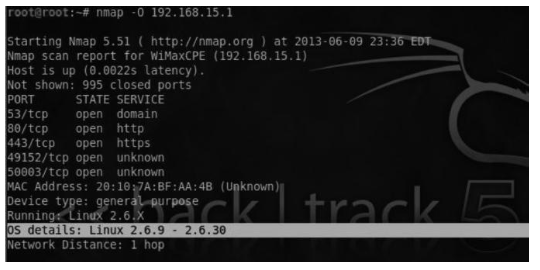 root@root:~# nmap -O 192.168.15.1
Starting Nmap 5.51 ( http://nmap.org ) at 2013-06-09 23:36 EDT
Nmap scan report for WiMaxCPE (192.168.15.1)
Host is up (0.0022s latency).
Not shown: 995 closed ports
PORT STATE SERVICE
53/tcp open domain
80/tcp open http
443/tcp open https
49152/tcp open unknown
50003/tcp open unknown
MAC Address: 20:10:7A:BF:AA:4B (Unknown)
Device type: general purpose
Running: Linux 2.6.X
OS details: Linux 2.6.9 - 2.6.30
Network Distance: 1 hop
<< back | track 5